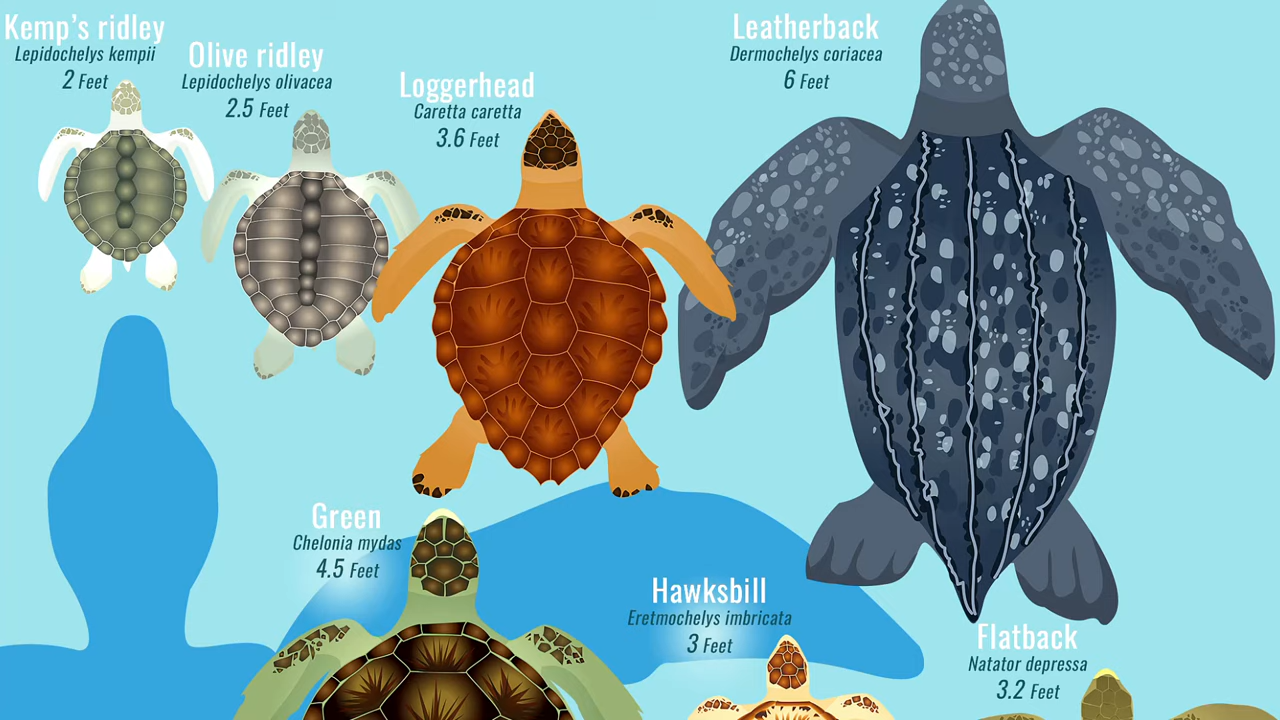 Kemp's ridley
Lepidochelys kempii
2 Feet
Olive ridley
Lepidochelys olivacea
2.5 Feet
Loggerhead
Caretta caretta
3.6 Feet
Leatherback
Dermochelys coriacea
6 Feet
Green
Chelonia mydas
4.5 Feet
Hawksbill
Eretmochelys imbricata
3 Feet
Flatback
Natator depressa
3.2 Feet